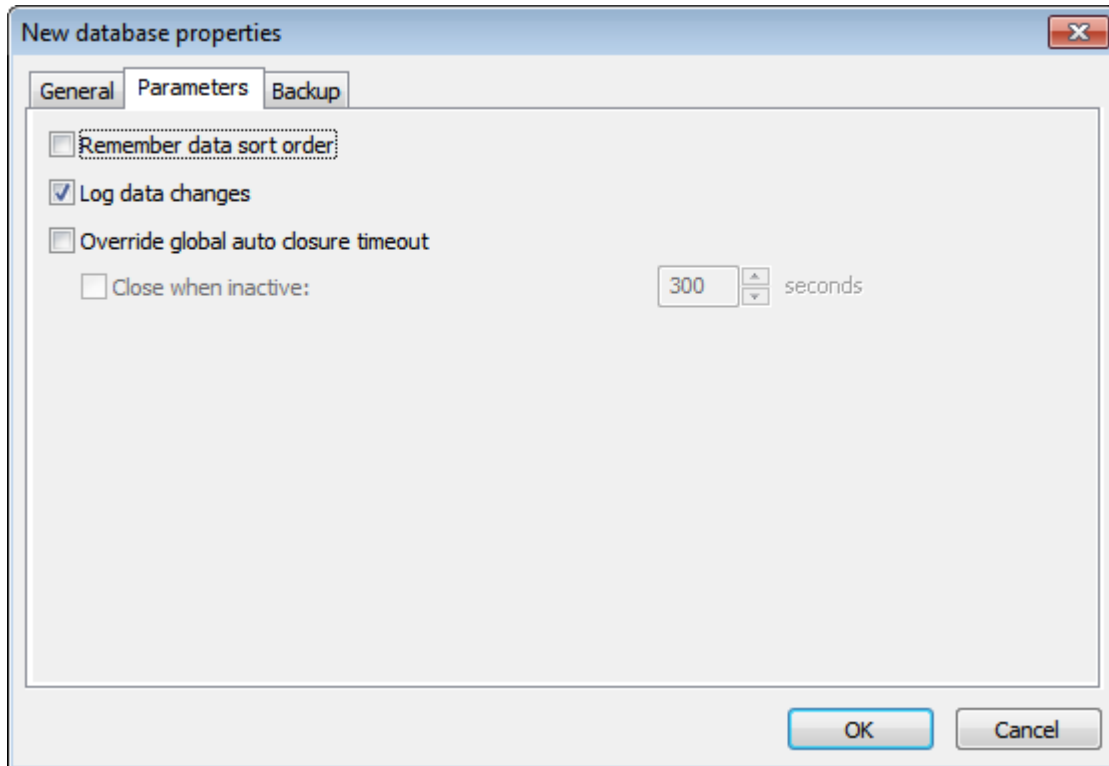 New database properties
General Parameters Backup
Remember data sort order
Log data changes
Override global auto closure timeout
Close when inactive: 300 seconds
OK Cancel